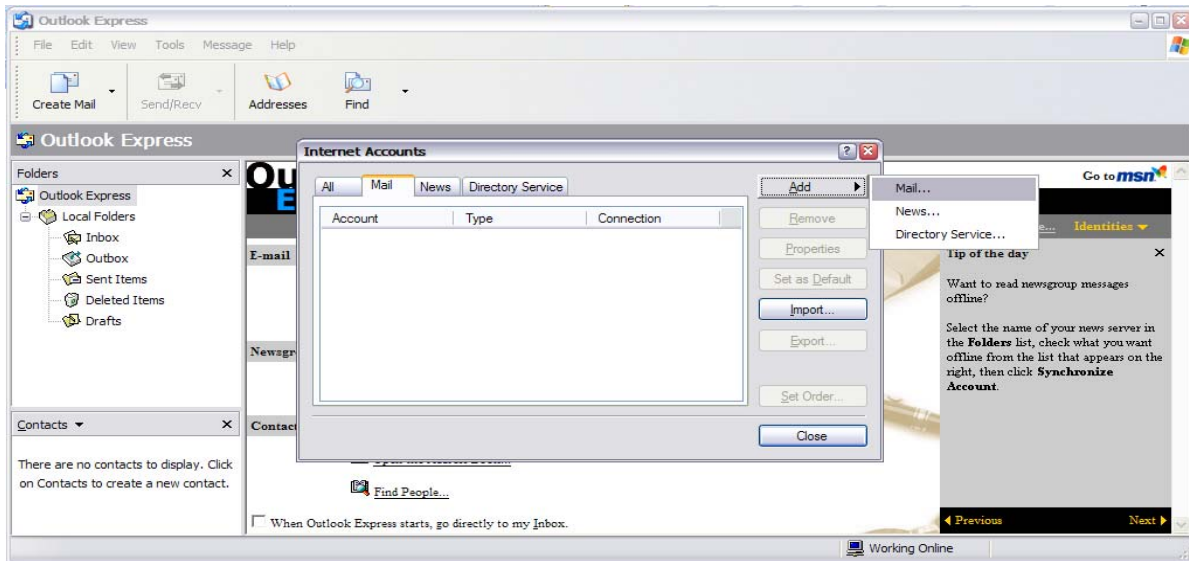 Outlook Express
File Edit View Tools Message Help
Create Mail Send/Recv Addresses Find
Outlook Express
Folders
Outlook Express
Local Folders
Inbox
Outbox
Sent Items
Deleted Items
Drafts
Contacts
There are no contacts to display. Click
on Contacts to create a new contact.
Ou
E
E-mail
Newsgr
Contac
Find People...
When Outlook Express starts, go directly to my Inbox.
Internet Accounts
All Mail News Directory Service
Account Type Connection
Add
Remove
Properties
Set as Default
Import...
Export...
Set Order...
Close
Mail...
News...
Directory Service...
Go to msn
Identities
Tip of the day
Want to read newsgroup messages
offline?
Select the name of your news server in
the Folders list, check what you want
offline from the list that appears on the
right, then click Synchronize
Account.
Previous Next
Working Online